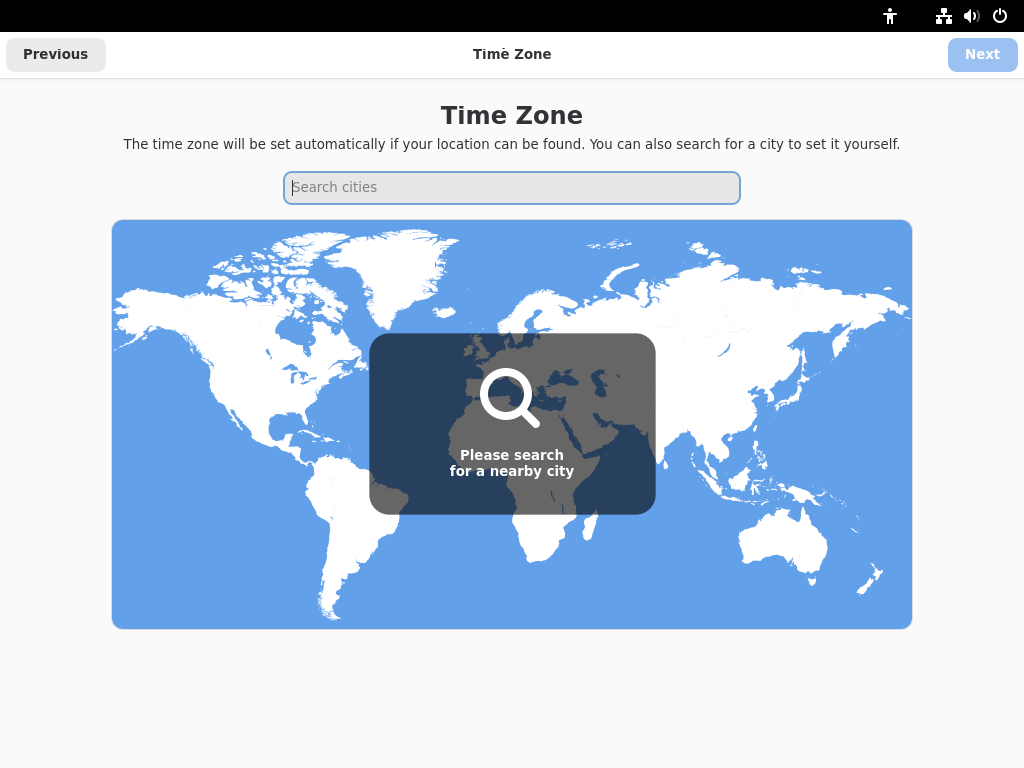 Previous
Time Zone
Next
Time Zone
The time zone will be set automatically if your location can be found. You can also search for a city to set it yourself.
Search cities
Please search
for a nearby city